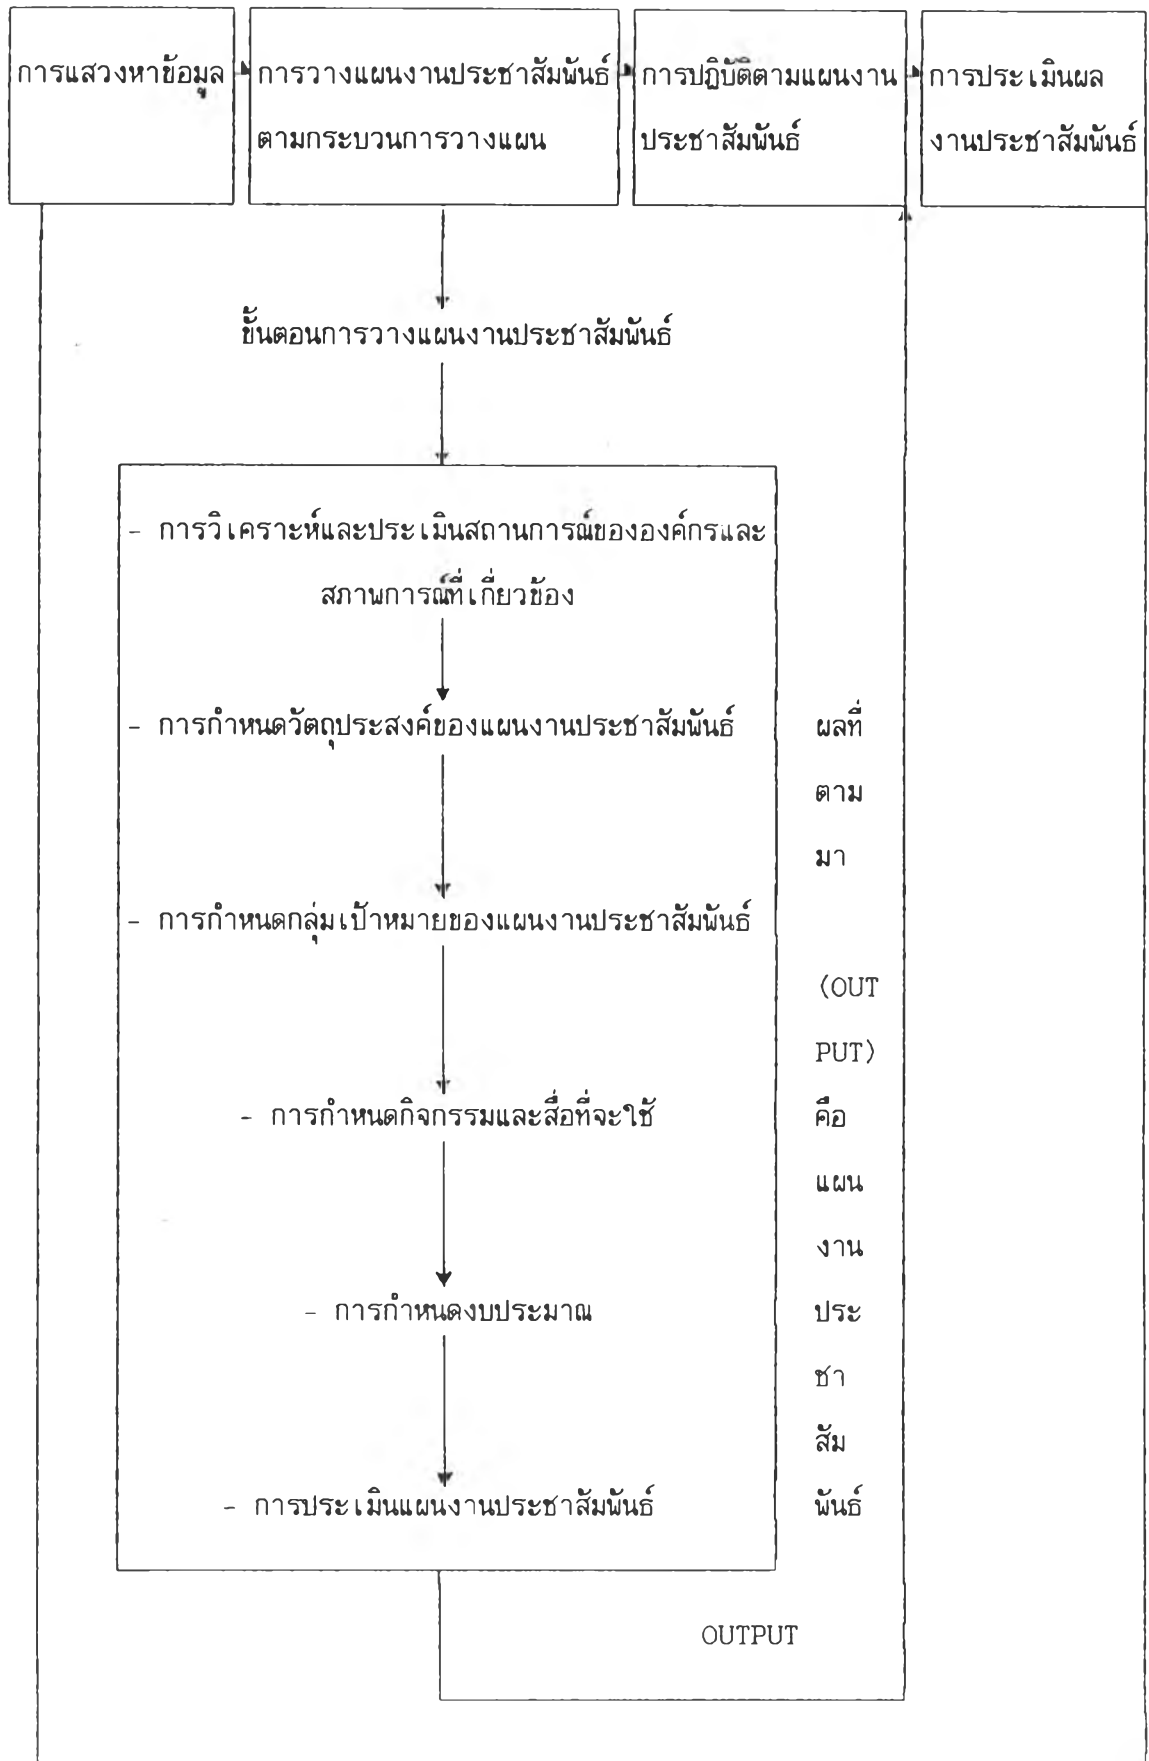 การแสวงหาข้อมูล
การวางแผนงานประชาสัมพันธ์
ตามกระบวนการวางแผน
การปฏิบัติตามแผนงาน
ประชาสัมพันธ์
การประเมินผล
งานประชาสัมพันธ์
ขั้นตอนการวางแผนงานประชาสัมพันธ์
- การวิเคราะห์และประเมินสถานการณ์ขององค์กรและ
สภาพการณ์ที่เกี่ยวข้อง
- การกำหนดวัตถุประสงค์ของแผนงานประชาสัมพันธ์
- การกำหนดกลุ่มเป้าหมายของแผนงานประชาสัมพันธ์
- การกำหนดกิจกรรมและสื่อที่จะใช้
- การกำหนดงบประมาณ
- การประเมินแผนงานประชาสัมพันธ์
ผลที่
ตาม
มา
(OUT
PUT)
คือ
แผน
งาน
ประ
ชา
สัม
พันธ์
OUTPUT